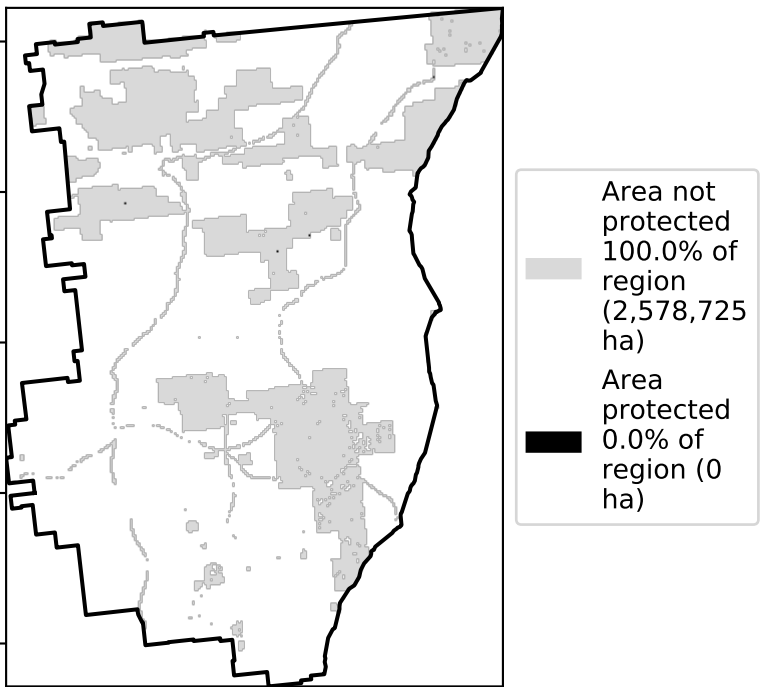 Area not
protected
100.0% of
region
(2,578,725
ha)
Area
protected
0.0% of
region (0
ha)